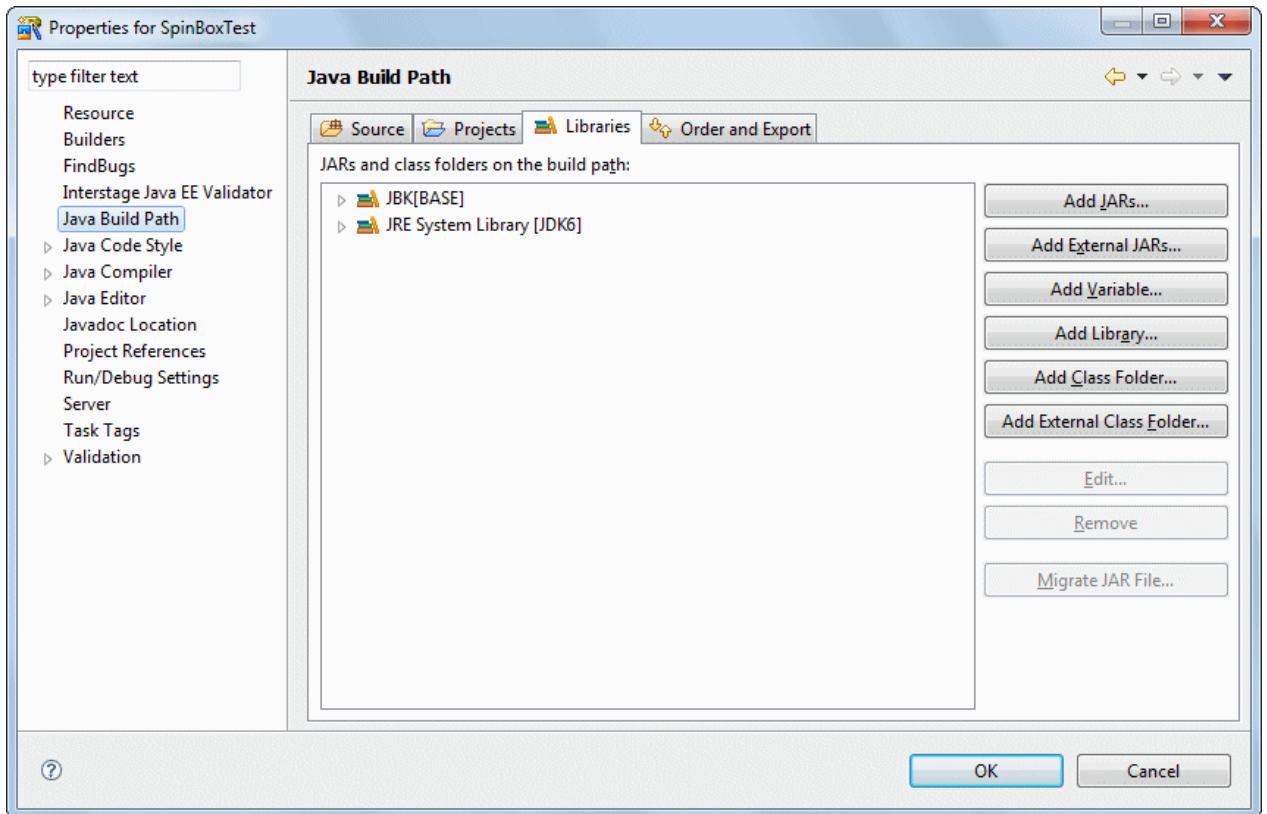 Properties for SpinBoxTest
type filter text
Resource
Builders
FindBugs
Interstage Java EE Validator
Java Build Path
Java Code Style
Java Compiler
Java Editor
Javadoc Location
Project References
Run/Debug Settings
Server
Task Tags
Validation
Java Build Path
Source Projects Libraries Order and Export
JARs and class folders on the build path:
JBK[BASE]
JRE System Library [JDK6]
Add JARs...
Add External JARs...
Add Variable...
Add Library...
Add Class Folder...
Add External Class Folder...
Edit...
Remove
Migrate JAR File...
OK Cancel